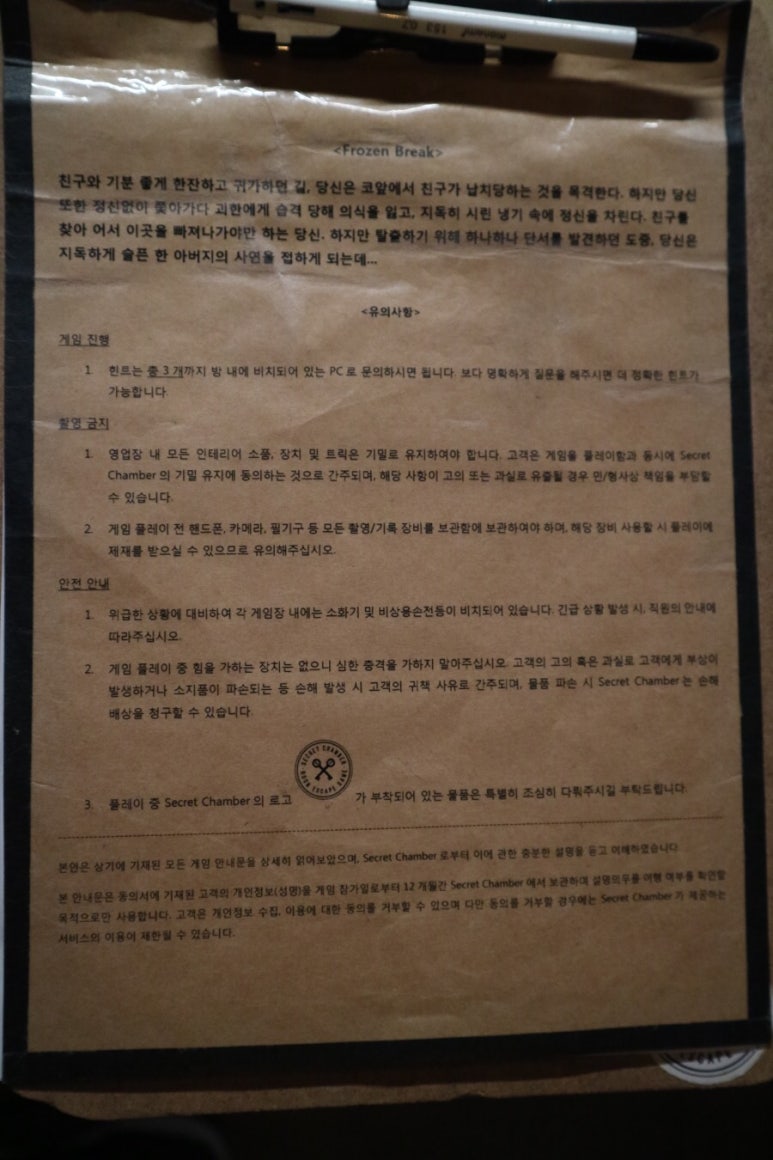 monami 153 0.7
<Frozen Break>
친구와 기분 좋게 한잔하고 귀가하던 길, 당신은 코앞에서 친구가 납치당하는 것을 목격한다. 하지만 당신
또한 정신없이 쫓아가다 괴한에게 습격 당해 의식을 잃고, 지독히 시린 냉기 속에 정신을 차린다. 친구를
찾아 어서 이곳을 빠져나가야만 하는 당신. 하지만 탈출하기 위해 하나하나 단서를 발견하던 도중, 당신은
지독하게 슬픈 한 아버지의 사연을 접하게 되는데...
<유의사항>
게임 진행
1. 힌트는 총 3개까지 방 내에 비치되어 있는 PC로 문의하시면 됩니다. 보다 명확하게 질문을 해주시면 더 정확한 힌트가
가능합니다
촬영 금지
1. 영업장 내 모든 인테리어 소품, 장치 및 트릭은 기밀로 유지하여야 합니다. 고객은 게임을 플레이함과 동시에 Secret
Chamber의 기밀 유지에 동의하는 것으로 간주되며, 해당 사항이 고의 또는 과실로 유출될 경우 민/형사상 책임을 부담할
수 있습니다.
2. 게임 플레이 전 핸드폰, 카메라, 필기구 등 모든 촬영/기록 장비를 보관함에 보관하여야 하며, 해당 장비 사용할 시 플레이에
제재를 받으실 수 있으므로 유의해주십시오.
안전 안내
1. 위급한 상황에 대비하여 각 게임장 내에는 소화기 및 비상용손전등이 비치되어 있습니다. 긴급 상황 발생 시, 직원의 안내에
따라주십시오.
2. 게임 플레이 중 힘을 가하는 장치는 없으니 심한 충격을 가하지 말아주십시오. 고객의 고의 혹은 과실로 고객에게 부상이
발생하거나 소지품이 파손되는 등 손해 발생 시 고객의 귀책 사유로 간주되며, 물품 파손 시 Secret Chamber는 손해
배상을 청구할 수 있습니다.
SECRET CHAMBER
ROOM ESCAPE GAME
3. 플레이 중 Secret Chamber의 로고 가 부착되어 있는 물품은 특별히 조심히 다뤄주시길 부탁드립니다.
본인은 상기에 기재된 모든 게임 안내문을 상세히 읽어보았으며, Secret Chamber로부터 이에 관한 충분한 설명을 듣고 이해하였습니다
본 안내문은 동의서에 기재된 고객의 개인정보(성명)을 게임 참가일로부터 12개월간 Secret Chamber에서 보관하여 설명의무를 이행 여부를 확인할
목적으로만 사용합니다. 고객은 개인정보 수집, 이용에 대한 동의를 거부할 수 있으며 다만 동의를 거부할 경우에는 Secret Chamber가 제공하는
서비스의 이용이 제한될 수 있습니다.